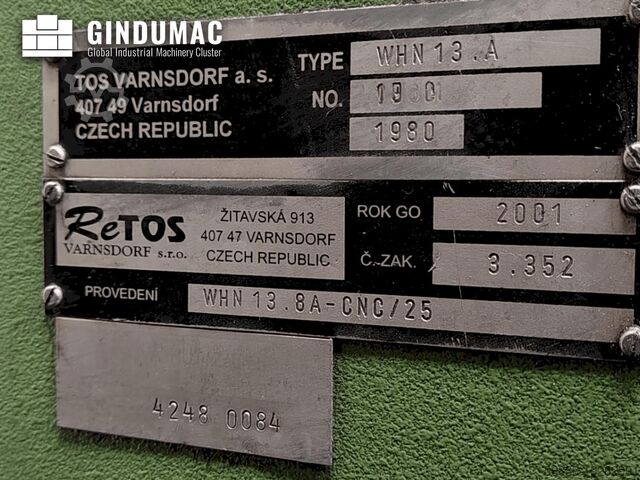 GINDUMAC
Global Industrial Machinery Cluster
TOS VARNSDORF a. s.
407 49 Varnsdorf
CZECH REPUBLIC
TYPE WHN 13.A
NO.
1980
ReTOS
VARNSDORF s.r.o.
ŽITAVSKÁ 913
407 47 VARNSDORF
CZECH REPUBLIC
ROK GO 2001
Č.ZAK. 3.352
PROVEDENÍ WHN 13.8A-CNC/25
4248 0084